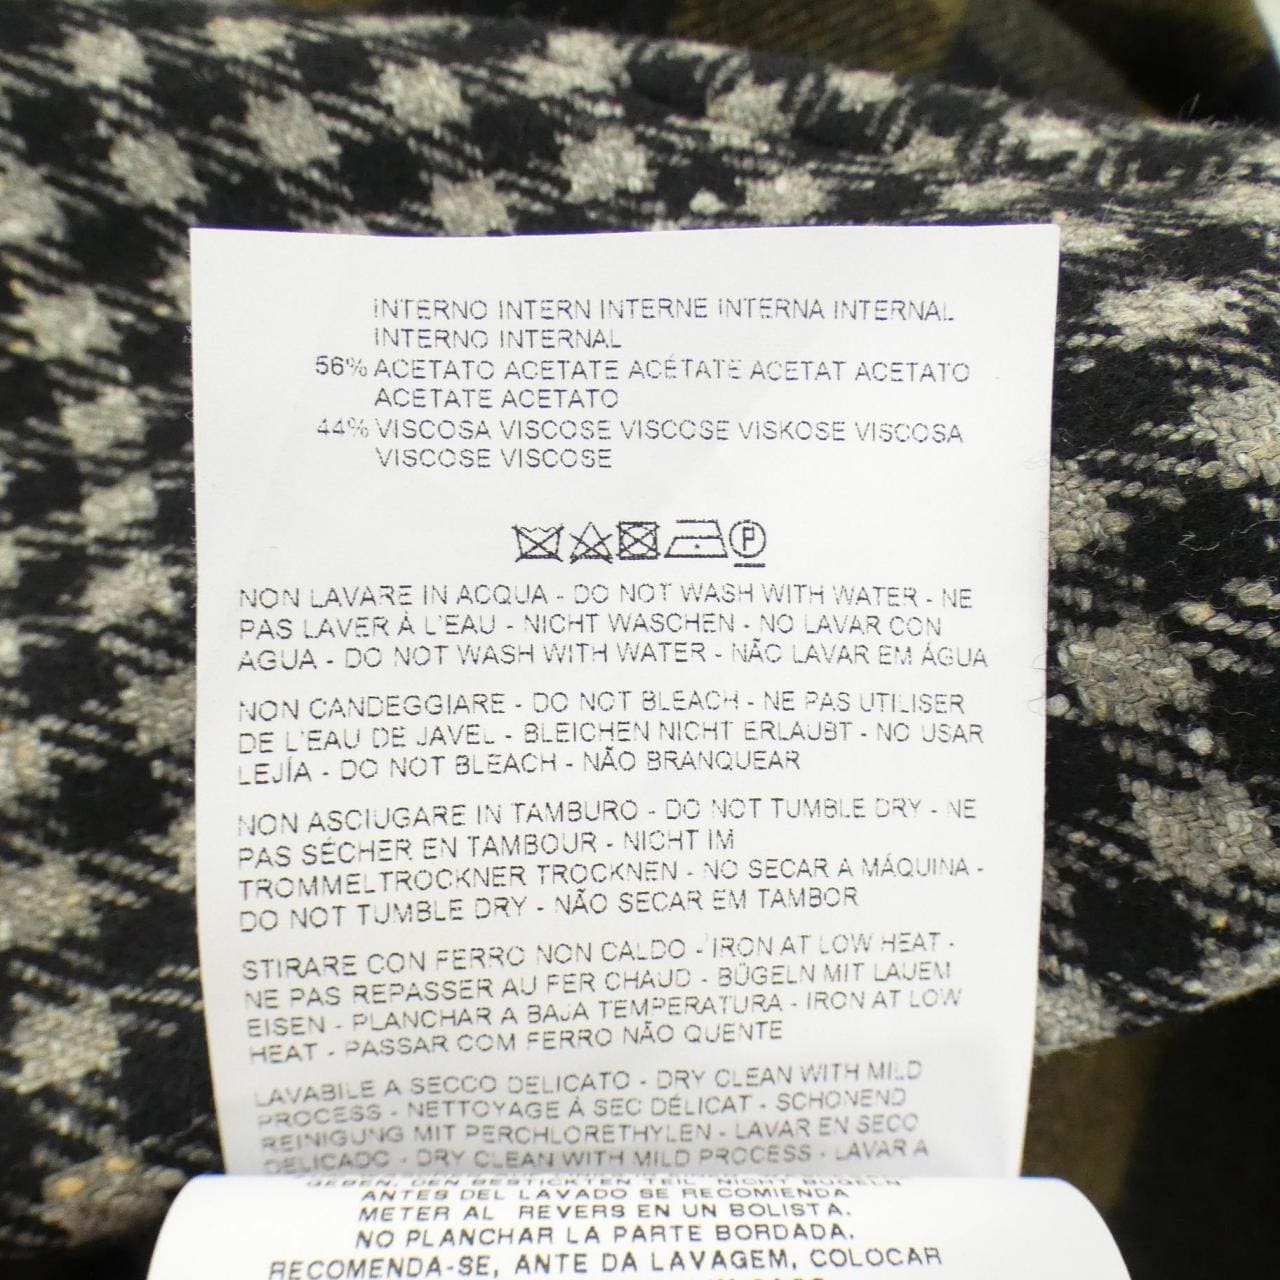 INTERNO INTERN INTERNE INTERNA INTERNAL
INTERNO INTERNAL
56% ACETATO ACETATE ACÉTATE ACETAT ACETATO
ACETATE ACETATO
44% VISCOSA VISCOSE VISCOSE VISKOSE VISCOSA
VISCOSE VISCOSE
P
NON LAVARE IN ACQUA - DO NOT WASH WITH WATER - NE
PAS LAVER À L'EAU - NICHT WASCHEN - NO LAVAR CON
AGUA - DO NOT WASH WITH WATER - NÃO LAVAR EM ÁGUA
NON CANDEGGIARE - DO NOT BLEACH - NE PAS UTILISER
DE L'EAU DE JAVEL - BLEICHEN NICHT ERLAUBT - NO USAR
LEJÍA - DO NOT BLEACH - NÃO BRANQUEAR
NON ASCIUGARE IN TAMBURO - DO NOT TUMBLE DRY - NE
PAS SÉCHER EN TAMBOUR - NICHT IM
TROMMELTROCKNER TROCKNEN - NO SECAR A MÁQUINA -
DO NOT TUMBLE DRY - NÃO SECAR EM TAMBOR
STIRARE CON FERRO NON CALDO - IRON AT LOW HEAT -
NE PAS REPASSER AU FER CHAUD - BÜGELN MIT LAUEM
EISEN - PLANCHAR A BAJA TEMPERATURA - IRON AT LOW
HEAT - PASSAR COM FERRO NÃO QUENTE
LAVABILE A SECCO DELICATO - DRY CLEAN WITH MILD
PROCESS - NETTOYAGE Á SEC DÉLICAT - SCHONEND
REINIGUNG MIT PERCHLORETHYLEN - LAVAR EN SECO
DELICADO - DRY CLEAN WITH MILD PROCESS - LAVAR A
GEBEN, DEN BESTICKTEN TEIL NICHT BÜGELN
ANTES DEL LAVADO SE RECOMIENDA
METER AL REVERS EN UN BOLISTA.
NO PLANCHAR LA PARTE BORDADA.
RECOMENDA-SE, ANTE DA LAVAGEM, COLOCAR